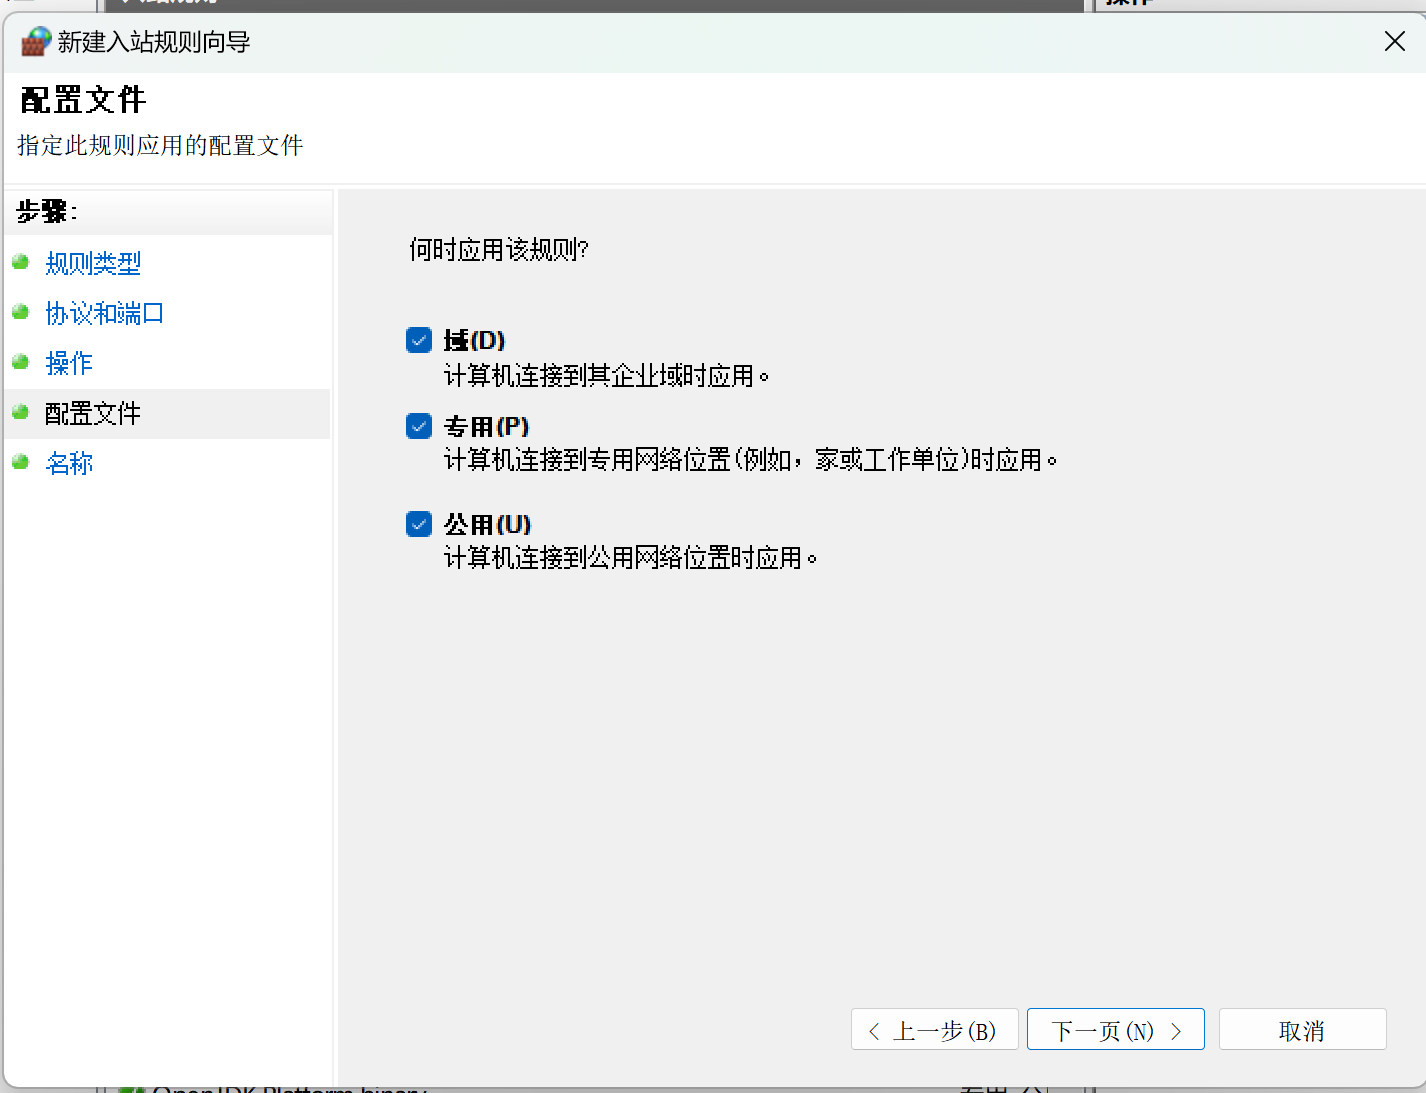 新建入站规则向导
配置文件
指定此规则应用的配置文件
步骤:
规则类型
协议和端口
操作
配置文件
名称
何时应用该规则?
域(D)
计算机连接到其企业域时应用。
专用(P)
计算机连接到专用网络位置(例如，家或工作单位)时应用。
公用(U)
计算机连接到公用网络位置时应用。
< 上一步(B)
下一页(N) >
取消
OpenJDK Platform binary